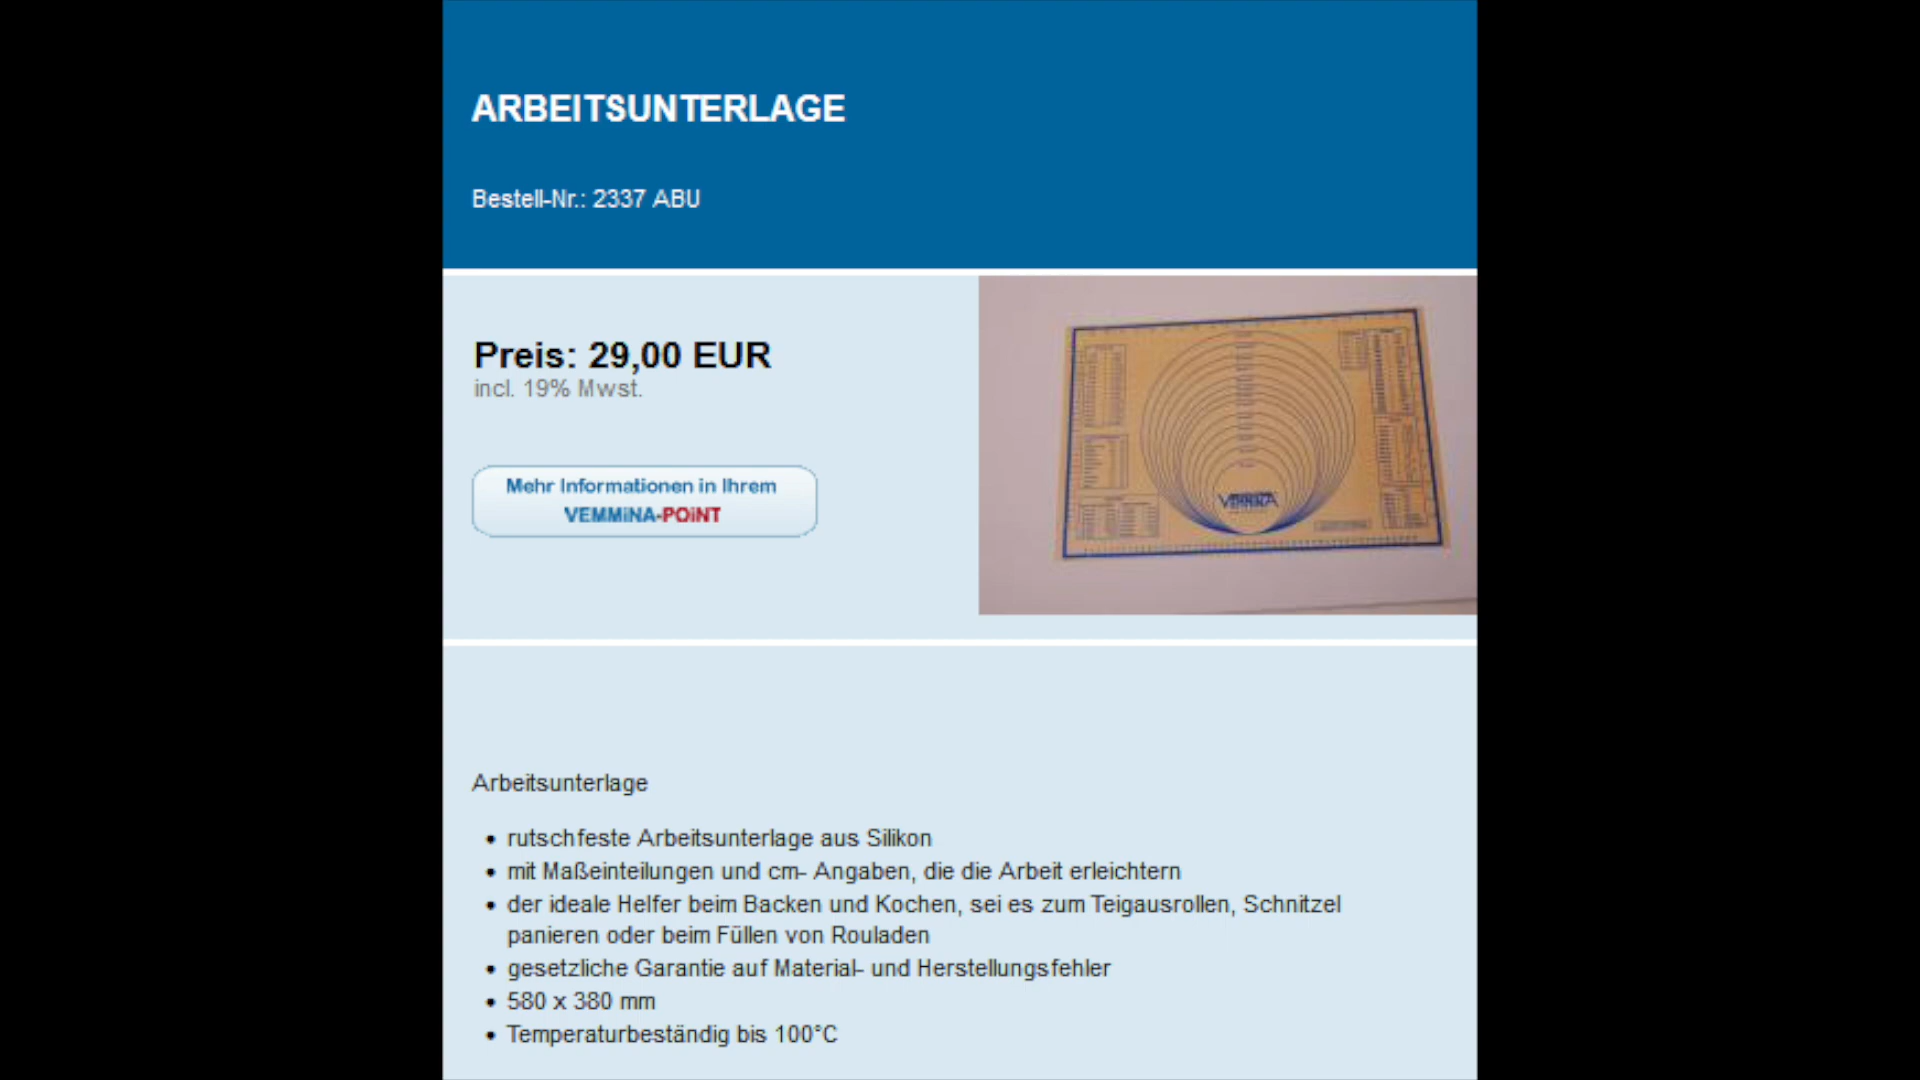 ARBEITSUNTERLAGE
Bestell-Nr.: 2337 ABU
Preis: 29,00 EUR
incl. 19% Mwst.
Mehr Informationen in Ihrem
VEMMiNA-POiNT
VEMMiNA
Arbeitsunterlage
• rutschfeste Arbeitsunterlage aus Silikon
• mit Maßeinteilungen und cm- Angaben, die die Arbeit erleichtern
• der ideale Helfer beim Backen und Kochen, sei es zum Teigausrollen, Schnitzel
panieren oder beim Füllen von Rouladen
• gesetzliche Garantie auf Material- und Herstellungsfehler
• 580 x 380 mm
• Temperaturbeständig bis 100°C